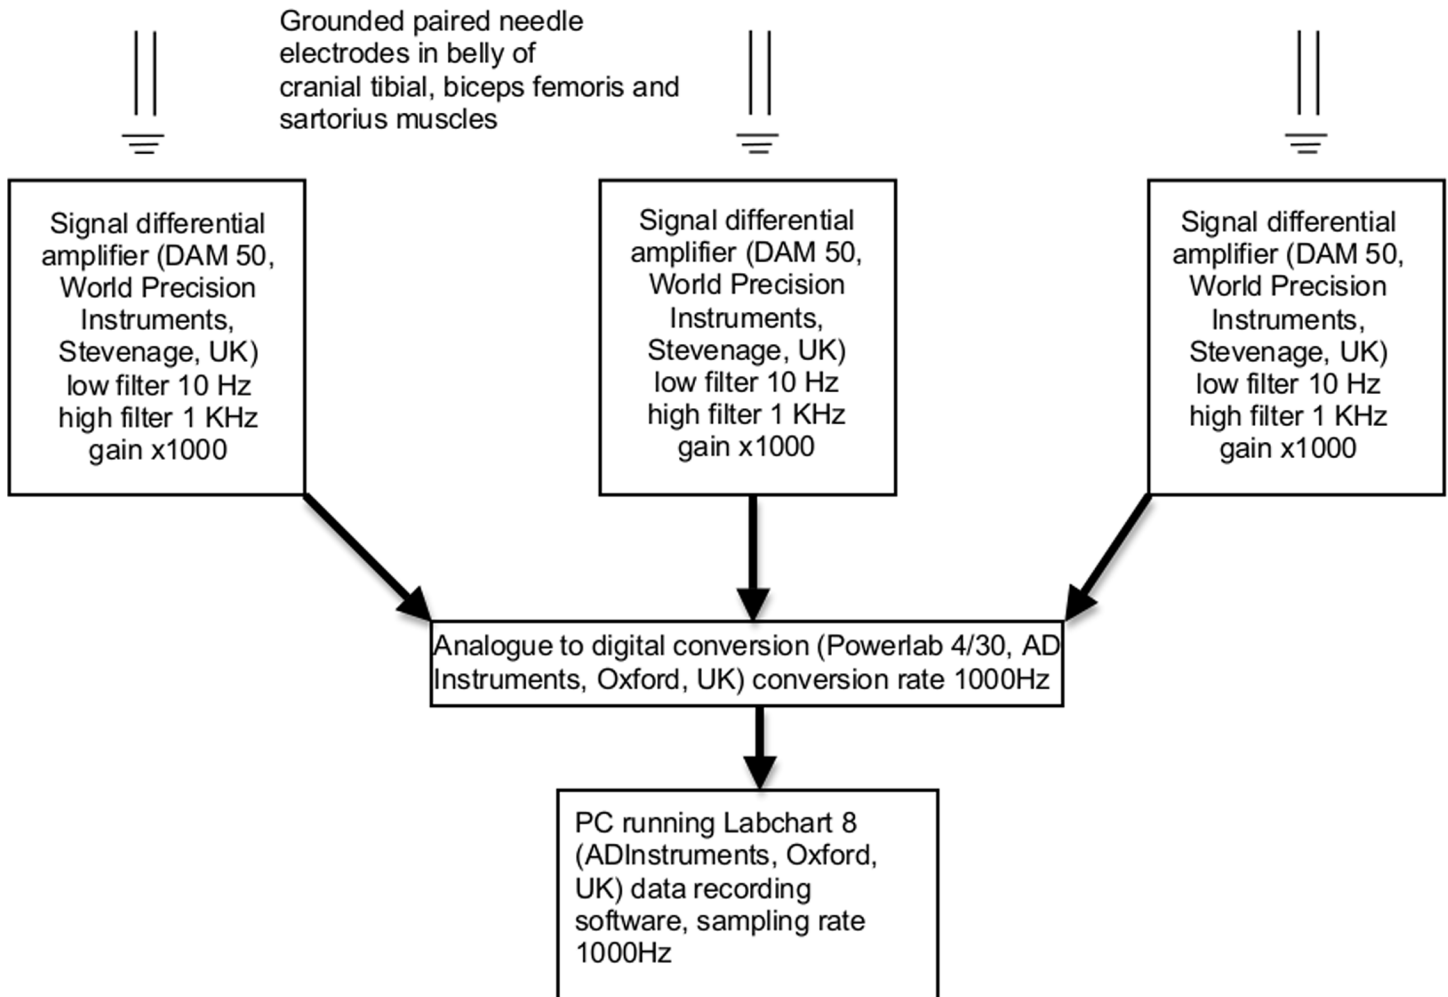 Grounded paired needle
electrodes in belly of
cranial tibial, biceps femoris and
sartorius muscles
Signal differential
amplifier (DAM 50,
World Precision
Instruments,
Stevenage, UK)
low filter 10 Hz
high filter 1 KHz
gain x1000
Signal differential
amplifier (DAM 50,
World Precision
Instruments,
Stevenage, UK)
low filter 10 Hz
high filter 1 KHz
gain x1000
Signal differential
amplifier (DAM 50,
World Precision
Instruments,
Stevenage, UK)
low filter 10 Hz
high filter 1 KHz
gain x1000
Analogue to digital conversion (Powerlab 4/30, AD
Instruments, Oxford, UK) conversion rate 1000Hz
PC running Labchart 8
(ADInstruments, Oxford,
UK) data recording
software, sampling rate
1000Hz